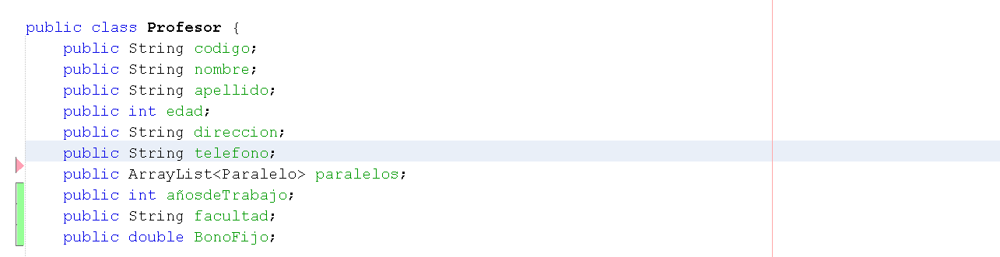 public class Profesor {
public String codigo;
public String nombre;
public String apellido;
public int edad;
public String direccion;
public String telefono;
public ArrayList<Paralelo> paralelos;
public int añosdeTrabajo;
public String facultad;
public double BonoFijo;